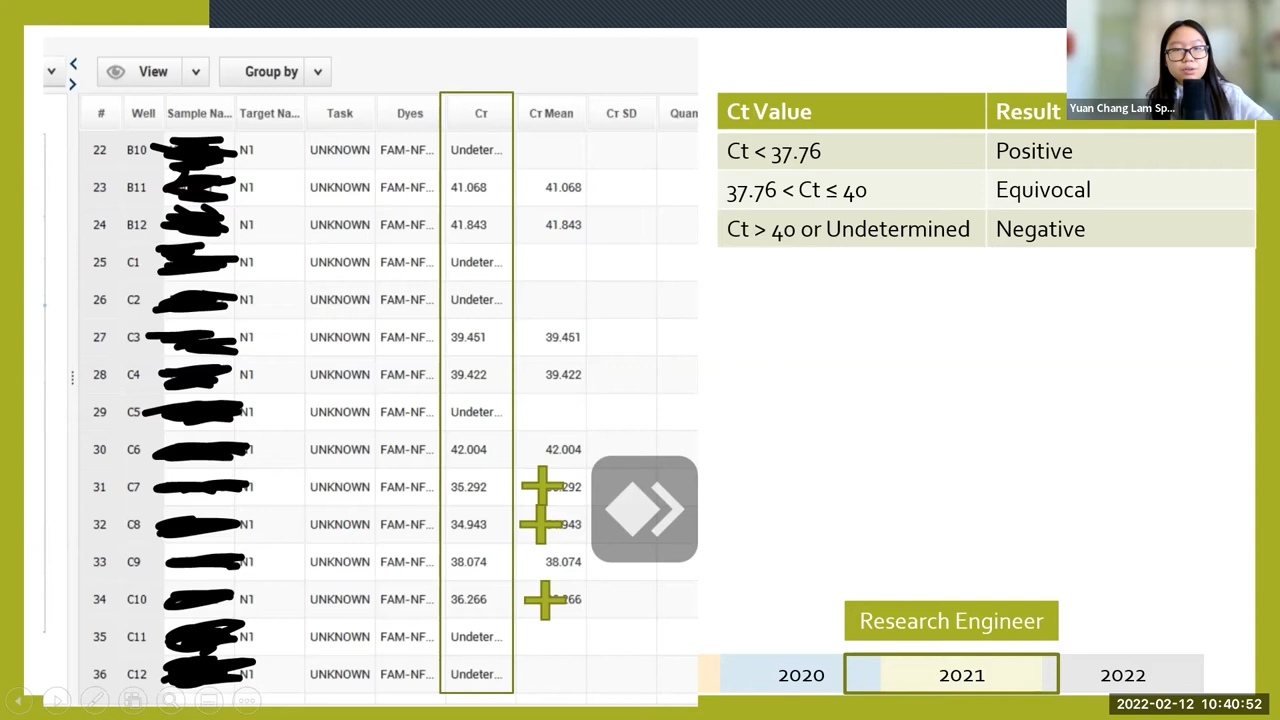 View Group by
# Well Sample Na... Target Na... Task Dyes Cт Cт Mean Cт SD Quan
22 B10 N1 UNKNOWN FAM-NF... Undeter...
23 B11 N1 UNKNOWN FAM-NF... 41.068 41.068
24 B12 N1 UNKNOWN FAM-NF... 41.843 41.843
25 C1 N1 UNKNOWN FAM-NF... Undeter...
26 C2 N1 UNKNOWN FAM-NF... Undeter...
27 C3 N1 UNKNOWN FAM-NF... 39.451 39.451
28 C4 N1 UNKNOWN FAM-NF... 39.422 39.422
29 C5 N1 UNKNOWN FAM-NF... Undeter...
30 C6 UNKNOWN FAM-NF... 42.004 42.004
31 C7 N1 UNKNOWN FAM-NF... 35.292
32 C8 N1 UNKNOWN FAM-NF... 34.943
33 C9 N1 UNKNOWN FAM-NF... 38.074 38.074
34 C10 N1 UNKNOWN FAM-NF... 36.266
35 C11 N1 UNKNOWN FAM-NF... Undeter...
36 C12 N1 UNKNOWN FAM-NF... Undeter...
Ct Value Result
Ct < 37.76 Positive
37.76 < Ct ≤ 40 Equivocal
Ct > 40 or Undetermined Negative
Yuan Chang Lam Sp...
Research Engineer
2020 2021 2022
2022-02-12 10:40:52